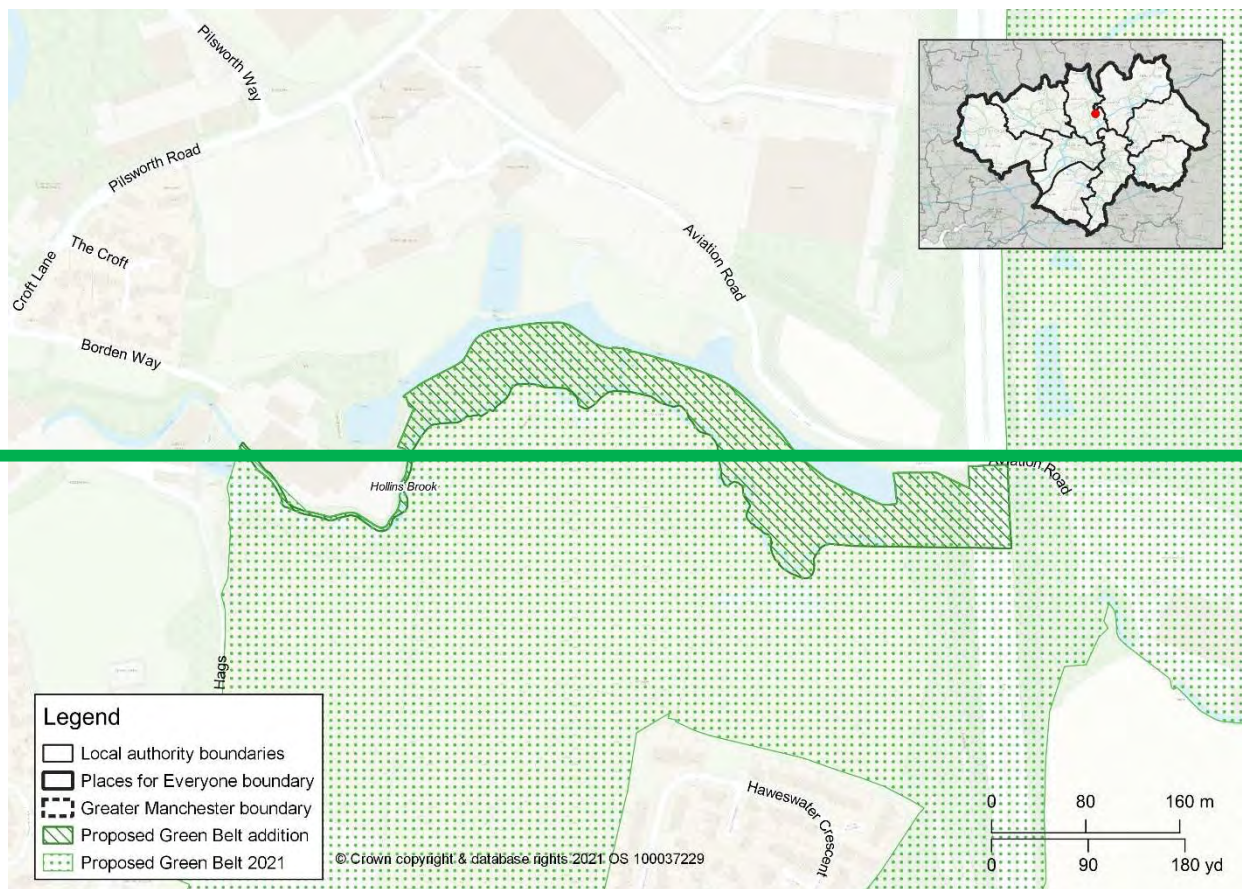 Pilsworth Way
Pilsworth Road
The Croft
Croft Lane
Borden Way
Aviation Road
Hollins Brook
Aviation Road
Hags
Haweswater Crescent
Legend
Local authority boundaries
Places for Everyone boundary
Greater Manchester boundary
Proposed Green Belt addition
Proposed Green Belt 2021
© Crown copyright & database rights 2021 OS 100037229
0 80 160 m
0 90 180 yd